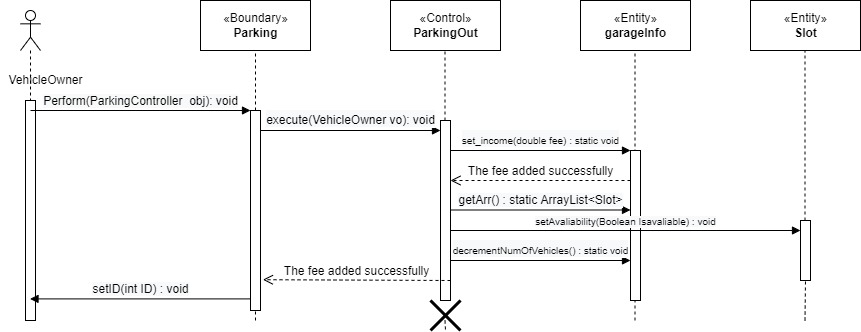 «Boundary»
Parking
«Control»
ParkingOut
«Entity»
garageInfo
«Entity»
Slot
VehicleOwner
Perform(ParkingController obj): void
execute(VehicleOwner vo): void
set_income(double fee) : static void
The fee added successfully
getArr() : static ArrayList<Slot>
setAvaliability(Boolean Isavaliable) : void
decrementNumOfVehicles() : static void
The fee added successfully
setID(int ID) : void